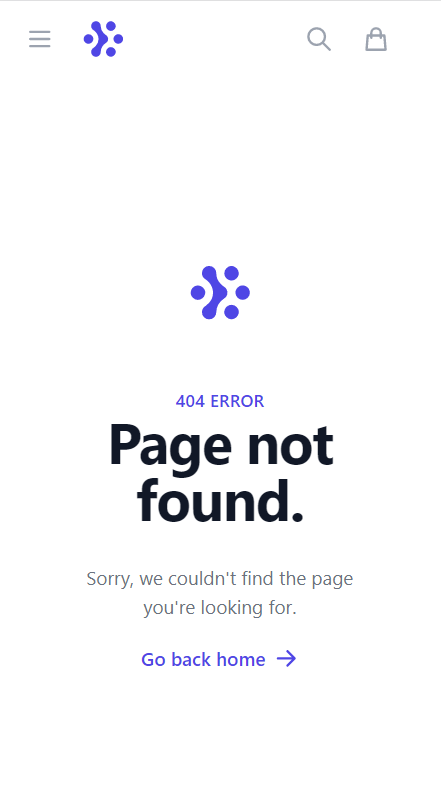 404 ERROR
Page not
found.
Sorry, we couldn't find the page
you're looking for.
Go back home